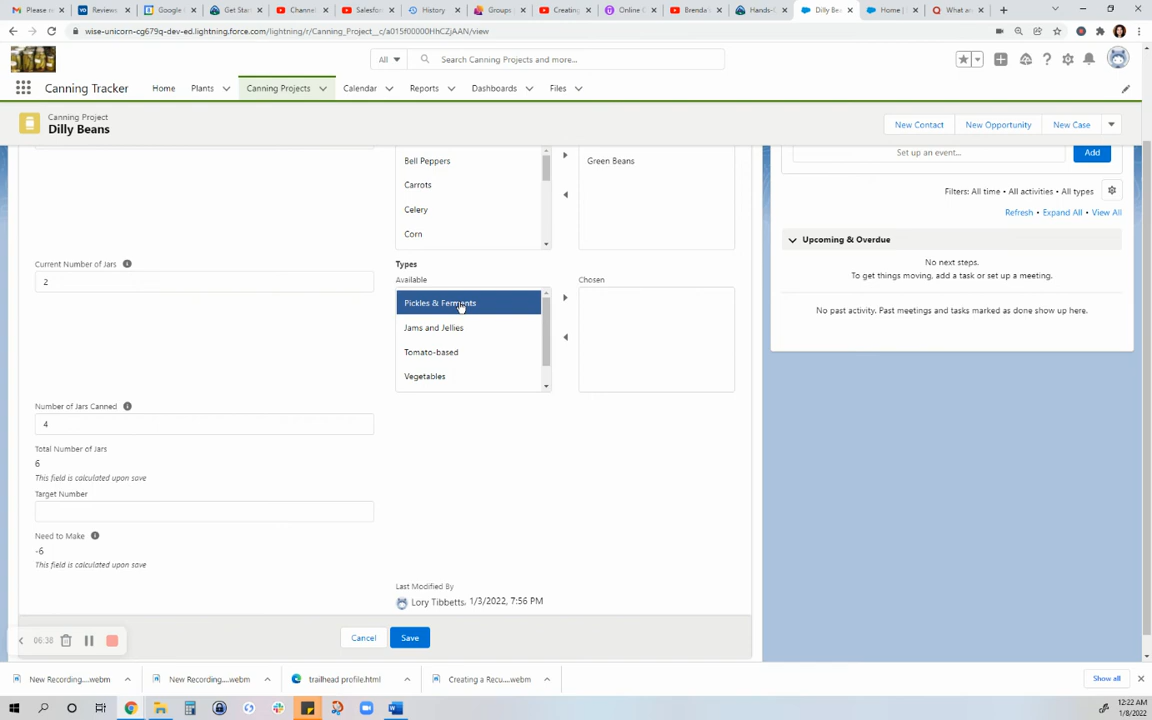 Please re
Reviews
Google
Get Star
Channe
Salesfor
History
Groups
Creating
Online C
Brenda
Hands-C
Dilly Bea
Home |
What ar
wise-unicorn-cg679q-dev-ed.lightning.force.com/lightning/r/Canning_Project__c/a015f00000HhCZjAAN/view
All
Search Canning Projects and more...
Canning Tracker
Home
Plants
Canning Projects
Calendar
Reports
Dashboards
Files
Canning Project
Dilly Beans
New Contact
New Opportunity
New Case
Bell Peppers
Carrots
Celery
Corn
Green Beans
Set up an event...
Add
Filters: All time • All activities • All types
Refresh • Expand All • View All
Upcoming & Overdue
No next steps.
To get things moving, add a task or set up a meeting.
No past activity. Past meetings and tasks marked as done show up here.
Current Number of Jars
2
Types
Available
Chosen
Pickles & Ferments
Jams and Jellies
Tomato-based
Vegetables
Number of Jars Canned
4
Total Number of Jars
6
This field is calculated upon save
Target Number
Need to Make
-6
This field is calculated upon save
Last Modified By
Lory Tibbetts, 1/3/2022, 7:56 PM
06:38
Cancel
Save
New Recording....webm
New Recording....webm
trailhead profile.html
Creating a Recu....webm
Show all
12:22 AM
1/8/2022